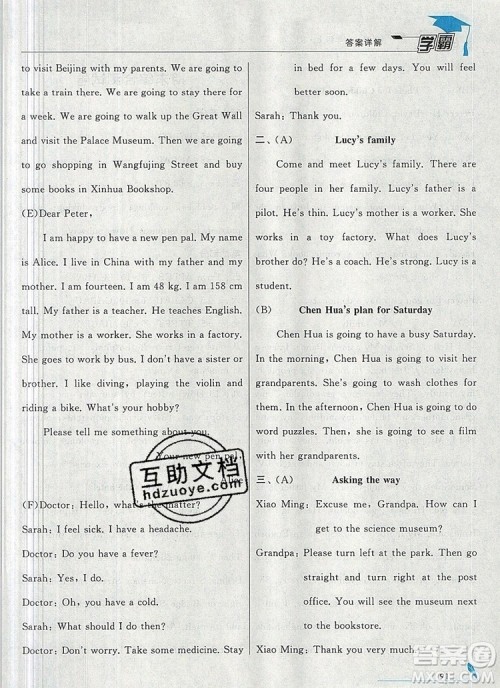 答案详解
学霸
to visit Beijing with my parents. We are going to
take a train there. We are going to stay there for
a week. We are going to walk up the Great Wall
and visit the Palace Museum. Then we are going to
go shopping in Wangfujing Street and buy
some books in Xinhua Bookshop.
(E)Dear Peter,
I am happy to have a new pen pal. My name
is Alice. I live in China with my father and my
mother. I am fourteen. I am 48 kg. I am 158 cm
tall. My father is a teacher. He teaches English.
My mother is a worker. She works in a factory.
She goes to work by bus. I don't have a sister or
brother. I like diving, playing the violin and
riding a bike. What's your hobby?
Please tell me something about you.
Your new pen pal,
Alice
(F)Doctor: Hello, what's the matter?
Sarah: I feel sick. I have a headache.
Doctor: Do you have a fever?
Sarah: Yes, I do.
Doctor: Oh, you have a cold.
Sarah: What should I do then?
Doctor: Don't worry. Take some medicine. Stay
in bed for a few days. You will feel
better soon.
Sarah: Thank you.
二、(A) Lucy's family
Come and meet Lucy's family. There are four
people in her family. Lucy's father is a
pilot. He's thin. Lucy's mother is a worker. She
works in a toy factory. What does Lucy's
brother do? He's a coach. He's strong. Lucy is a
student.
(B) Chen Hua's plan for Saturday
Chen Hua is going to have a busy Saturday.
In the morning, Chen Hua is going to visit her
grandparents. She's going to wash clothes for
them. In the afternoon, Chen Hua is going to do
word puzzles. Then, she is going to see a film
with her grandparents.
三、(A) Asking the way
Xiao Ming: Excuse me, Grandpa. How can I
get to the science museum?
Grandpa: Please turn left at the park. Then go
straight and turn right at the post
office. You will see the museum next
to the bookstore.
Xiao Ming: Thank you very much.
互助文档
hdzuoye.com
答案圈